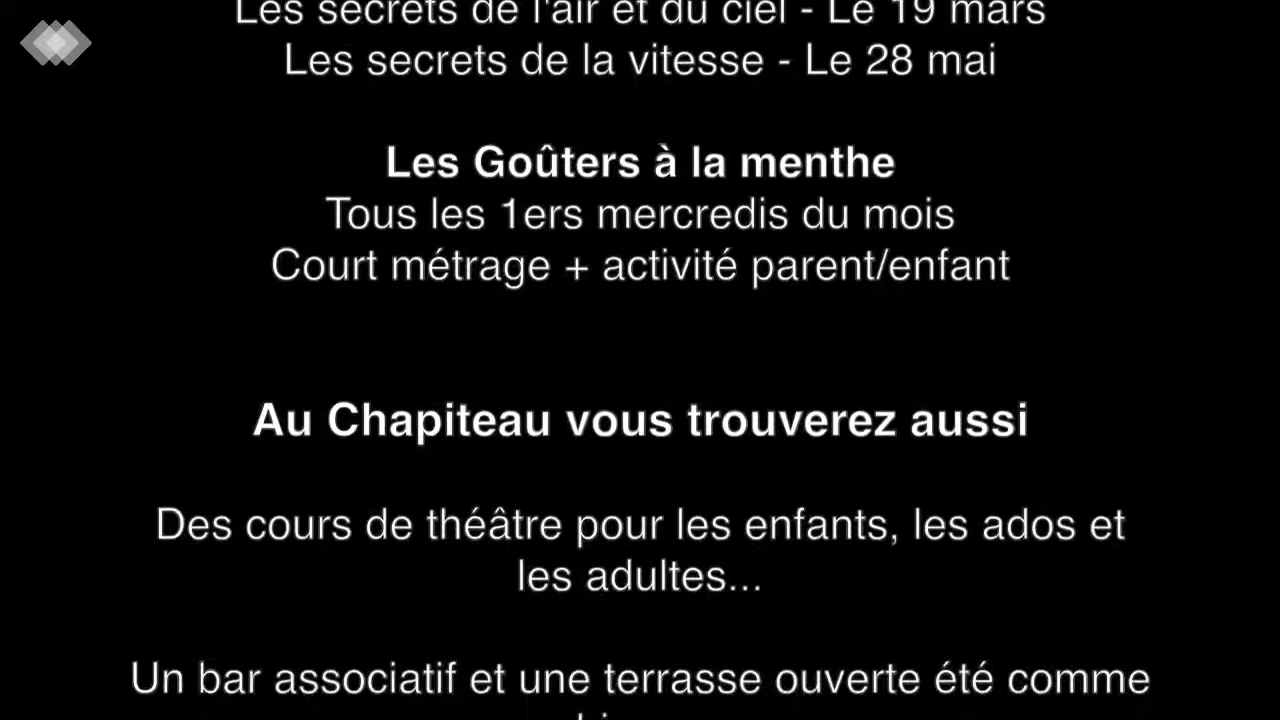 Les secrets de l'air et du ciel - Le 19 mars
Les secrets de la vitesse - Le 28 mai
Les Goûters à la menthe
Tous les 1ers mercredis du mois
Court métrage + activité parent/enfant
Au Chapiteau vous trouverez aussi
Des cours de théâtre pour les enfants, les ados et
les adultes...
Un bar associatif et une terrasse ouverte été comme